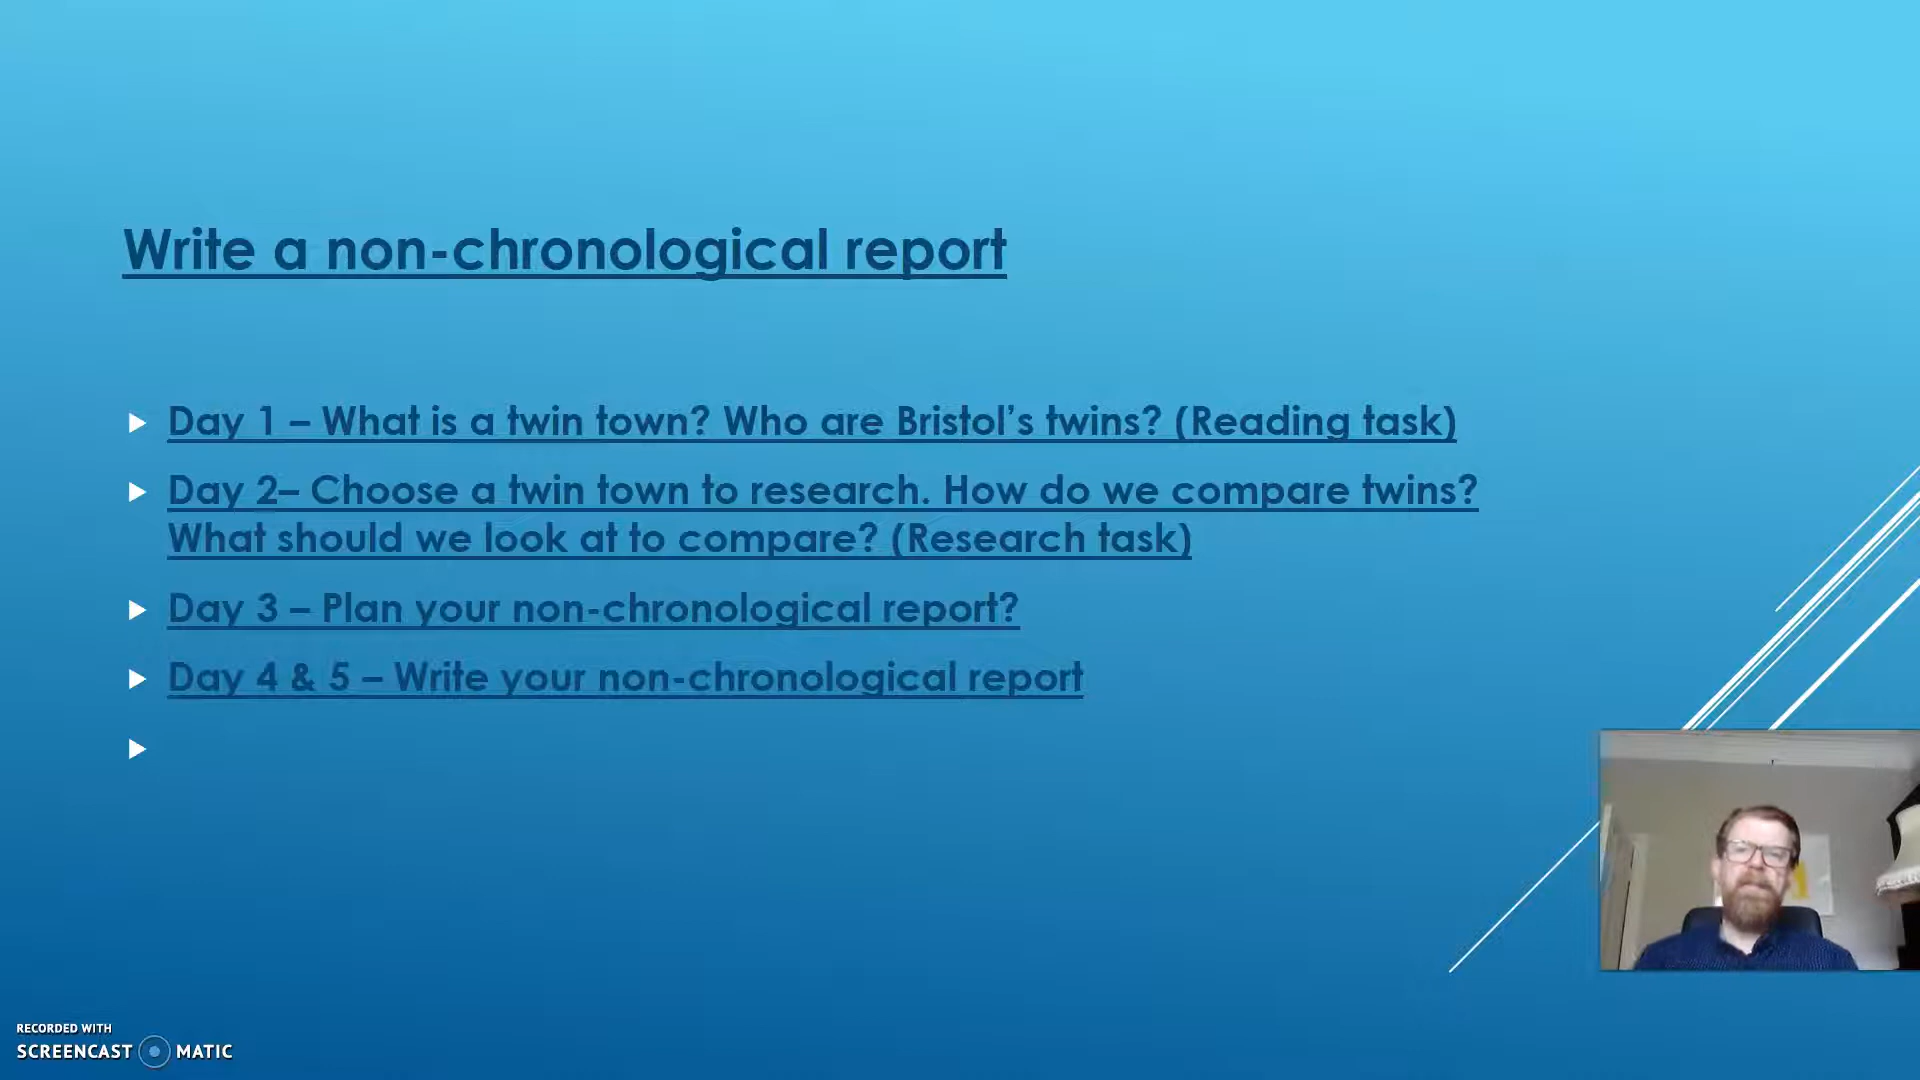 Write a non-chronological report
Day 1 – What is a twin town? Who are Bristol’s twins? (Reading task)
Day 2– Choose a twin town to research. How do we compare twins?
What should we look at to compare? (Research task)
Day 3 – Plan your non-chronological report?
Day 4 & 5 – Write your non-chronological report
RECORDED WITH
SCREENCAST MATIC